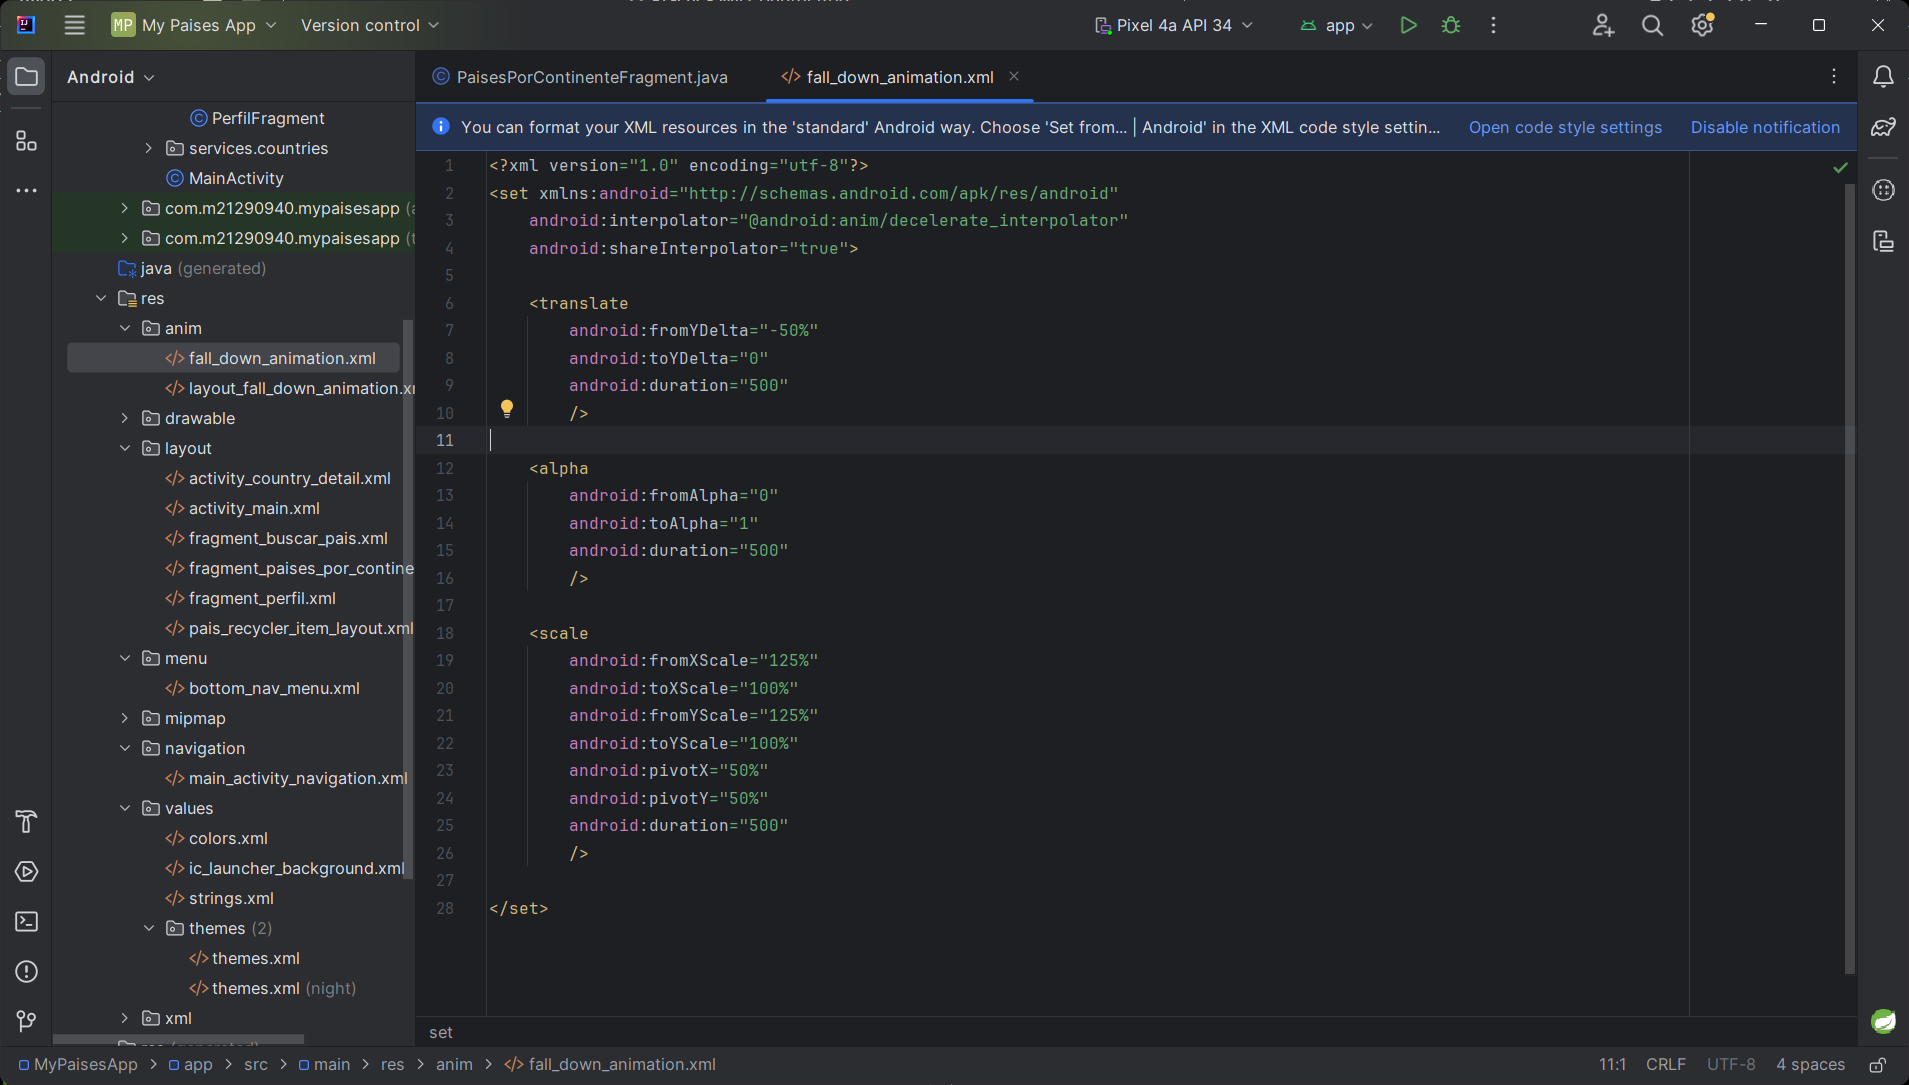 MP My Paises App Version control Pixel 4a API 34 app
Android
PaisesPorContinenteFragment.java fall_down_animation.xml
You can format your XML resources in the 'standard' Android way. Choose 'Set from... | Android' in the XML code style settin... Open code style settings Disable notification
PerfilFragment
services.countries
MainActivity
com.m21290940.mypaisesapp
com.m21290940.mypaisesapp
java (generated)
res
anim
fall_down_animation.xml
layout_fall_down_animation.xm
drawable
layout
activity_country_detail.xml
activity_main.xml
fragment_buscar_pais.xml
fragment_paises_por_contine
fragment_perfil.xml
pais_recycler_item_layout.xml
menu
bottom_nav_menu.xml
mipmap
navigation
main_activity_navigation.xml
values
colors.xml
ic_launcher_background.xml
strings.xml
themes (2)
themes.xml
themes.xml (night)
xml
1 <?xml version="1.0" encoding="utf-8"?>
2 <set xmlns:android="http://schemas.android.com/apk/res/android"
3 android:interpolator="@android:anim/decelerate_interpolator"
4 android:shareInterpolator="true">
5
6 <translate
7 android:fromYDelta="-50%"
8 android:toYDelta="0"
9 android:duration="500"
10 />
11
12 <alpha
13 android:fromAlpha="0"
14 android:toAlpha="1"
15 android:duration="500"
16 />
17
18 <scale
19 android:fromXScale="125%"
20 android:toXScale="100%"
21 android:fromYScale="125%"
22 android:toYScale="100%"
23 android:pivotX="50%"
24 android:pivotY="50%"
25 android:duration="500"
26 />
27
28 </set>
set
MyPaisesApp app src main res anim fall_down_animation.xml 11:1 CRLF UTF-8 4 spaces